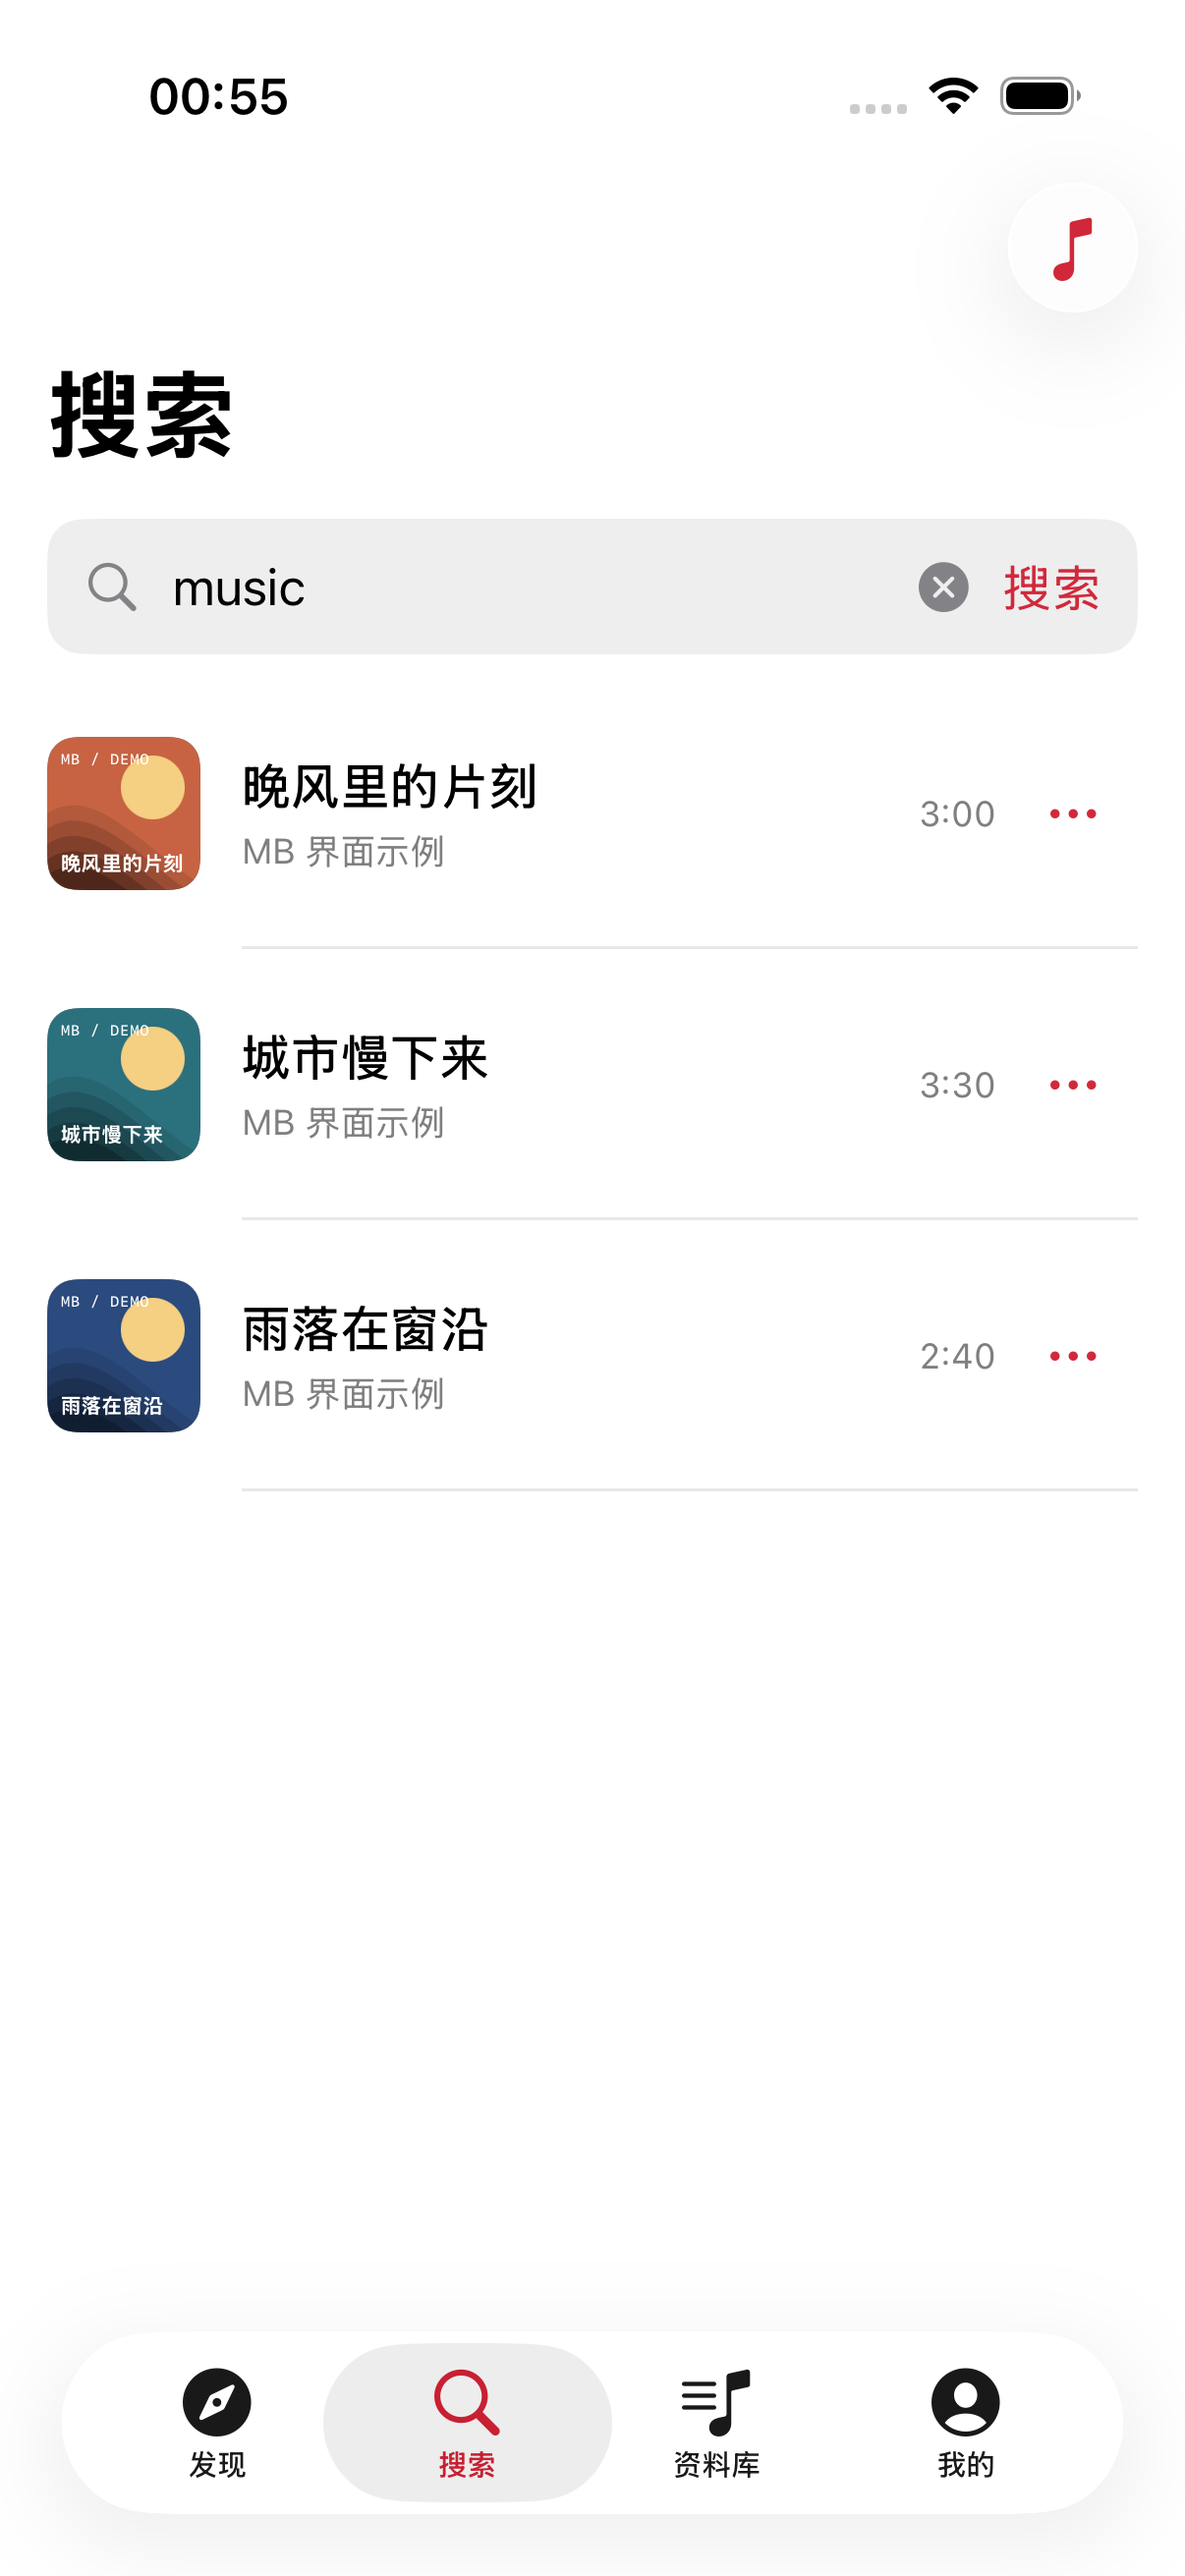 00:55
搜索
music 搜索
MB / DEMO
晚风里的片刻
晚风里的片刻
MB 界面示例
3:00
MB / DEMO
城市慢下来
城市慢下来
MB 界面示例
3:30
MB / DEMO
雨落在窗沿
雨落在窗沿
MB 界面示例
2:40
发现 搜索 资料库 我的